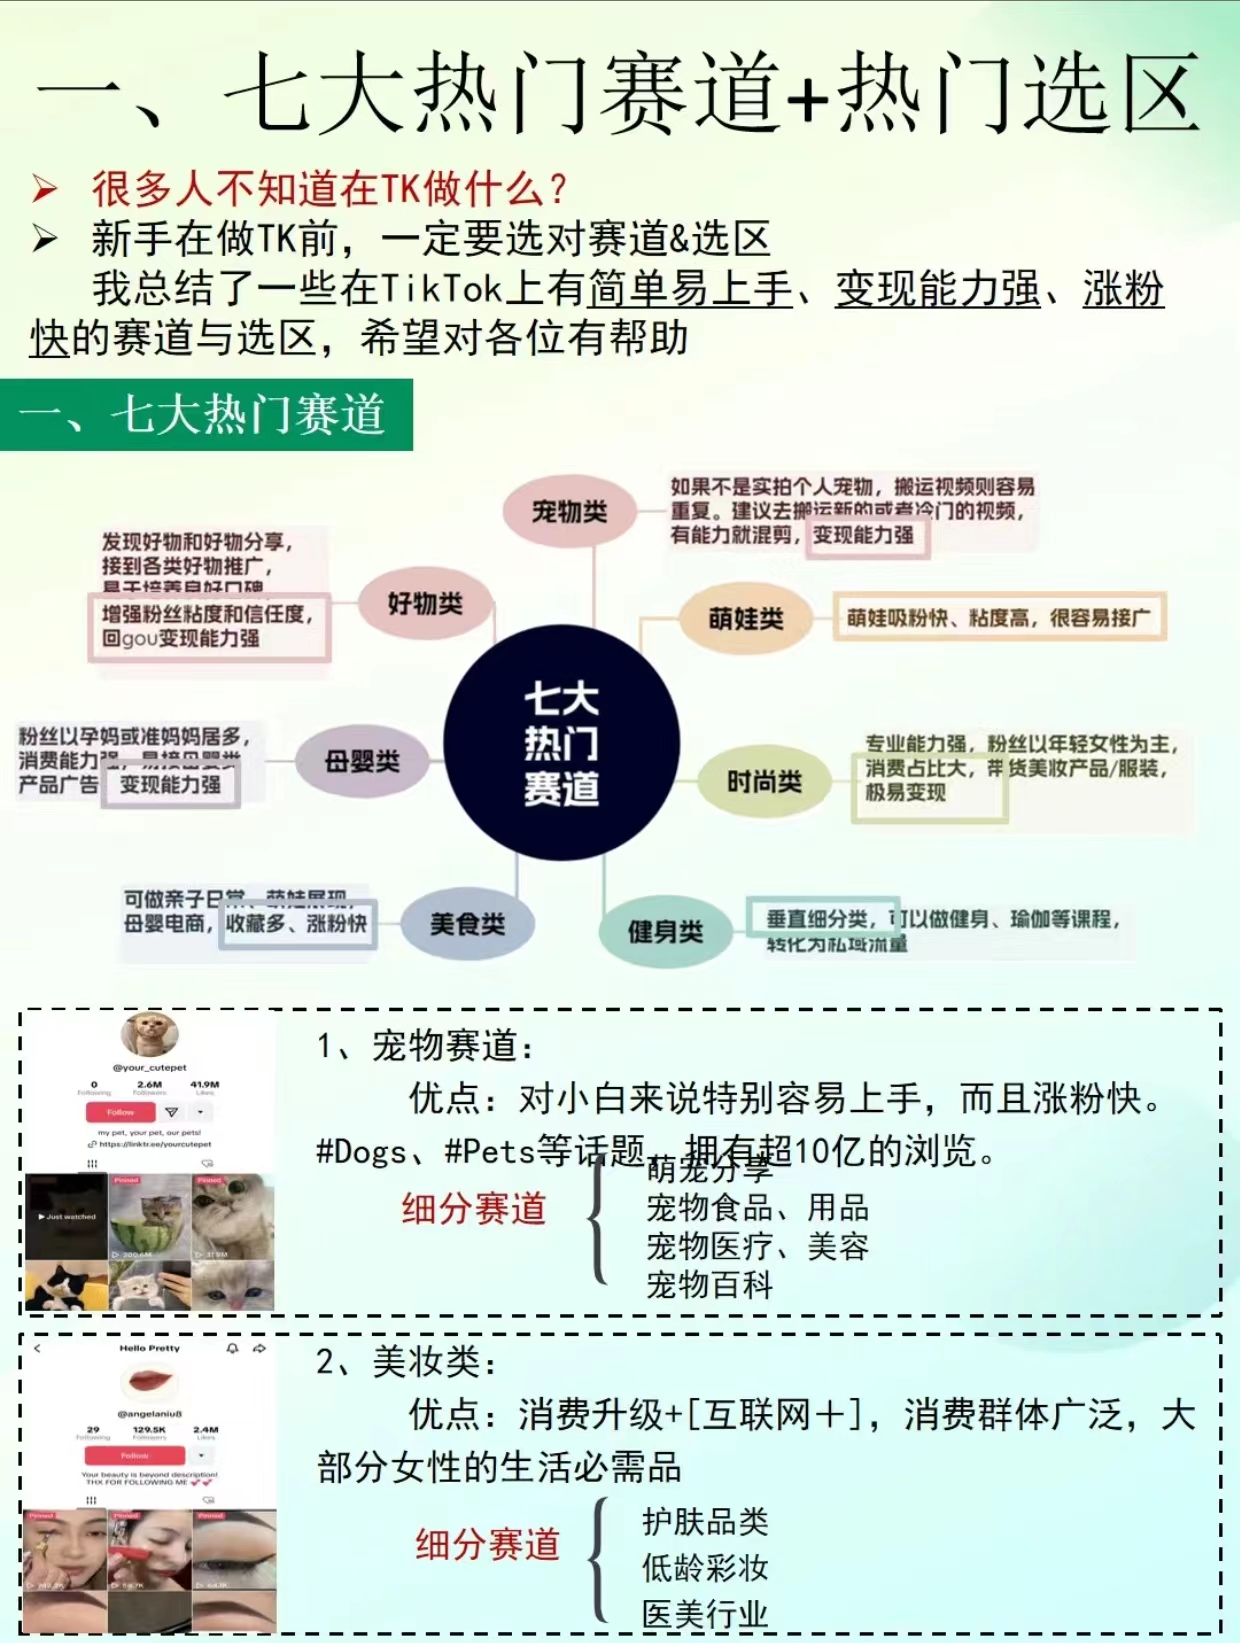 一、七大热门赛道+热门选区
很多人不知道在TK做什么？
新手在做TK前，一定要选对赛道&选区
我总结了一些在TikTok上有简单易上手、变现能力强、涨粉
快的赛道与选区，希望对各位有帮助
一、七大热门赛道
宠物类
如果不是实拍个人宠物，搬运视频则容易
重复。建议去搬运新的或者冷门的视频，
有能力就混剪，变现能力强
发现好物和好物分享，
接到各类好物推广，
易于培养良好口碑
增强粉丝粘度和信任度，
回gou变现能力强
好物类
萌娃类
萌娃吸粉快、粘度高，很容易接广
七大
热门
赛道
粉丝以孕妈或准妈妈居多，
消费能力强，易接母婴类
产品广告 变现能力强
母婴类
时尚类
专业能力强，粉丝以年轻女性为主，
消费占比大，带货美妆产品/服装，
极易变现
可做亲子日常、萌娃展现，
母婴电商，收藏多、涨粉快
美食类
健身类
垂直细分类，可以做健身、瑜伽等课程，
转化为私域流量
@your_cutepet
0 2.6M 41.9M
Following Followers Likes
Follow
my pet, your pet, our pets!
https://linktr.ee/yourcutepet
Pinned Pinned
Just watched
200.6M 31.9M
1、宠物赛道：
优点：对小白来说特别容易上手，而且涨粉快。
#Dogs、#Pets等话题，拥有超10亿的浏览。
细分赛道
萌宠分享
宠物食品、用品
宠物医疗、美容
宠物百科
Hello Pretty
@angelaniu8
29 129.5K 2.4M
Following Followers Likes
Follow
Your beauty is beyond description!
THX FOR FOLLOWING ME 💕💕
Pinned Pinned Pinned
2、美妆类：
优点：消费升级+[互联网＋]，消费群体广泛，大
部分女性的生活必需品
细分赛道
护肤品类
低龄彩妆
医美行业